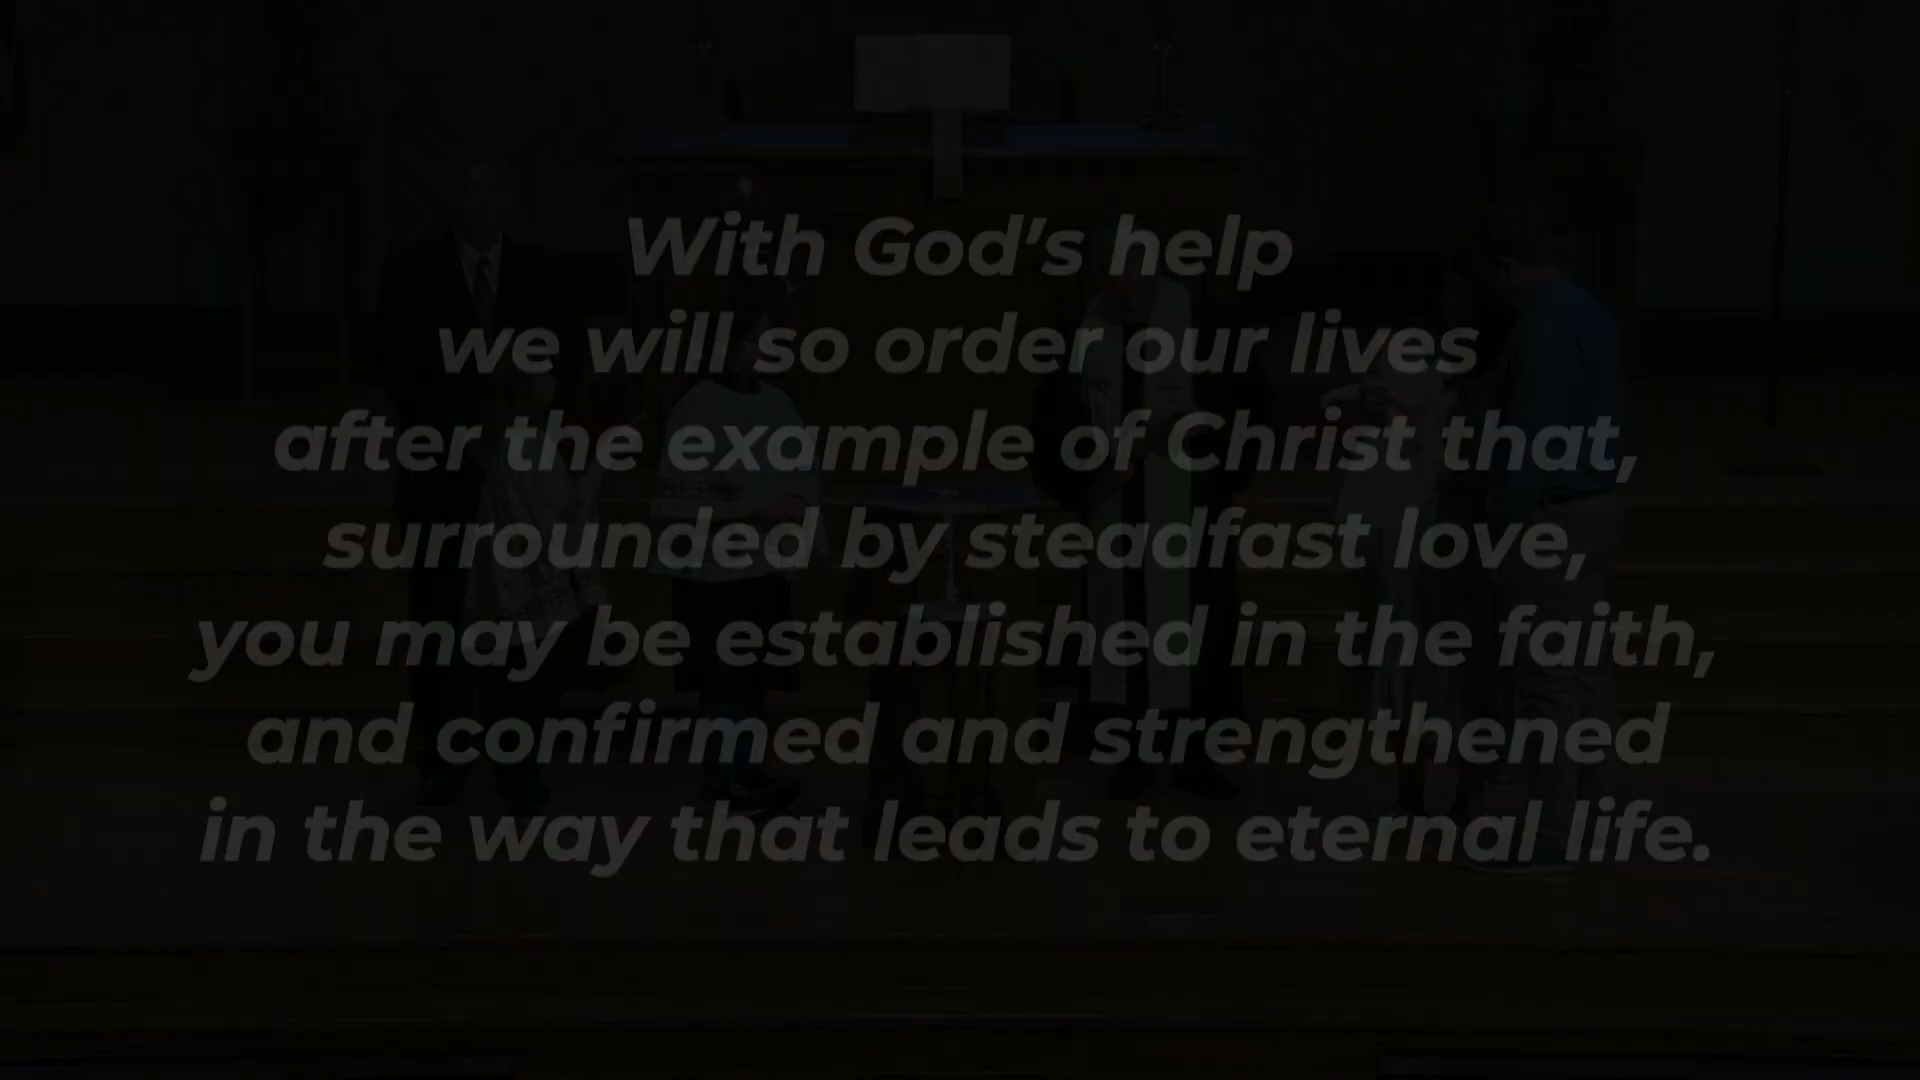 With God’s help
we will so order our lives
after the example of Christ that,
surrounded by steadfast love,
you may be established in the faith,
and confirmed and strengthened
in the way that leads to eternal life.